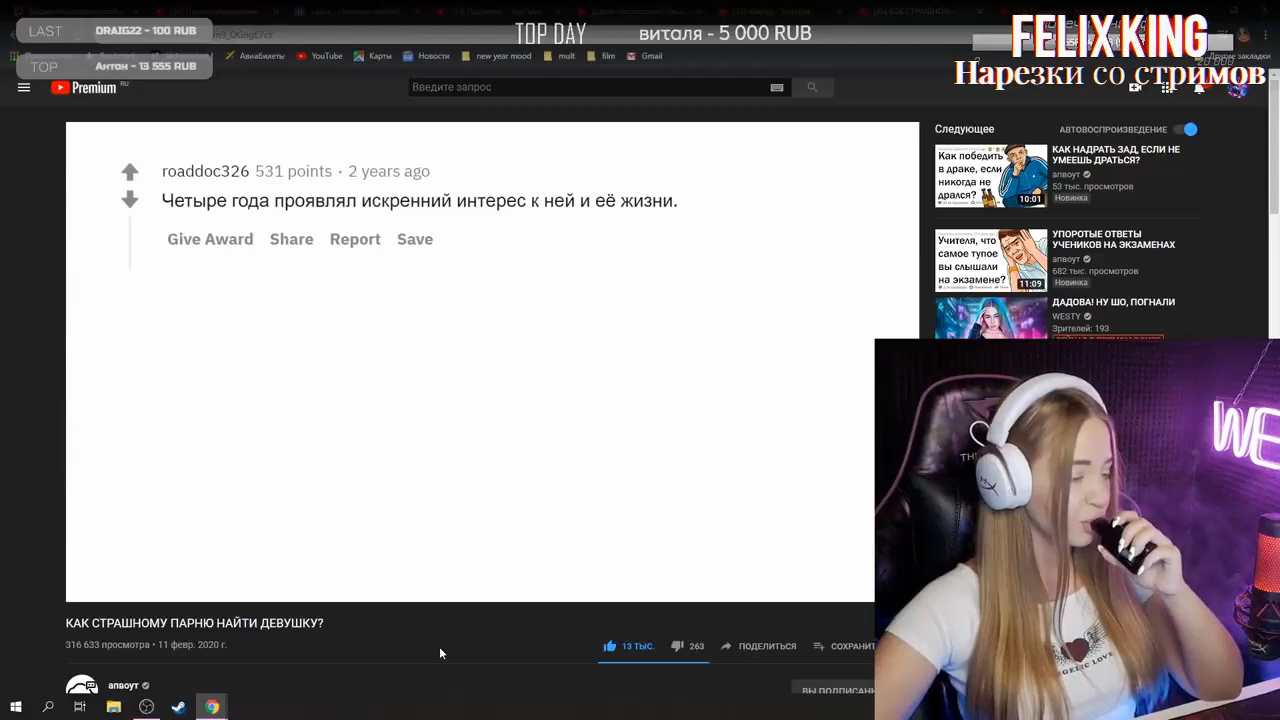 LAST DRAIG22 - 100 RUB
TOP Антон - 13 555 RUB
TOP DAY виталя - 5 000 RUB
FELIX KING
Нарезки со стримов
Авиабилеты YouTube Карты Новости new year mood mult film Gmail Другие закладки
Premium RU
Введите запрос
roaddoc326 531 points · 2 years ago
Четыре года проявлял искренний интерес к ней и её жизни.
Give Award Share Report Save
Следующее АВТОВОСПРОИЗВЕДЕНИЕ
Как победить
в драке, если
никогда не
дрался?
10:01
КАК НАДРАТЬ ЗАД, ЕСЛИ НЕ
УМЕЕШЬ ДРАТЬСЯ?
апвоут
53 тыс. просмотров
Новинка
Учителя, что
самое тупое
вы слышали
на экзамене?
11:09
УПОРОТЫЕ ОТВЕТЫ
УЧЕНИКОВ НА ЭКЗАМЕНАХ
апвоут
682 тыс. просмотров
Новинка
ДАДОВА! НУ ШО, ПОГНАЛИ
WESTY
Зрителей: 193
WE
КАК СТРАШНОМУ ПАРНЮ НАЙТИ ДЕВУШКУ?
316 633 просмотра • 11 февр. 2020 г.
13 ТЫС. 263 ПОДЕЛИТЬСЯ СОХРАНИТ
апвоут
ВЫ ПОДПИСАН